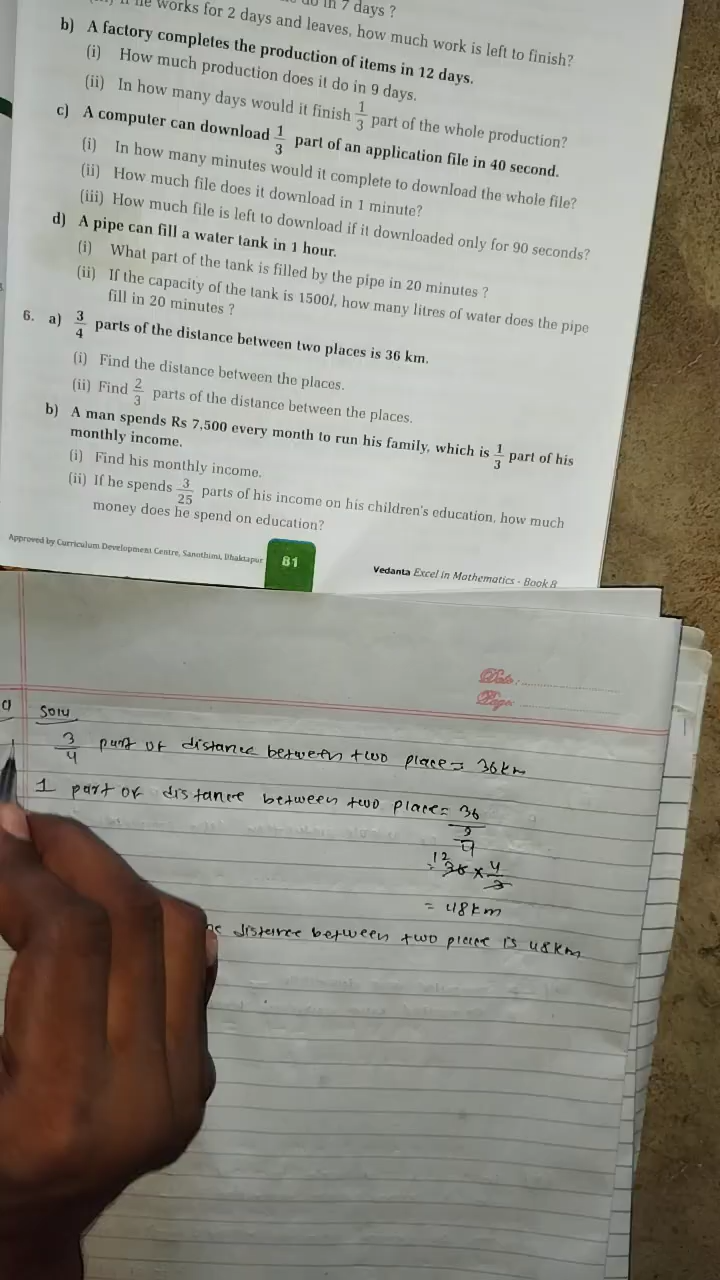 do in 7 days ?
he works for 2 days and leaves, how much work is left to finish?
b) A factory completes the production of items in 12 days.
(i) How much production does it do in 9 days.
(ii) In how many days would it finish 1/3 part of the whole production?
c) A computer can download 1/3 part of an application file in 40 second.
(i) In how many minutes would it complete to download the whole file?
(ii) How much file does it download in 1 minute?
(iii) How much file is left to download if it downloaded only for 90 seconds?
d) A pipe can fill a water tank in 1 hour.
(i) What part of the tank is filled by the pipe in 20 minutes ?
(ii) If the capacity of the tank is 1500l, how many litres of water does the pipe
fill in 20 minutes ?
6. a) 3/4 parts of the distance between two places is 36 km.
(i) Find the distance between the places.
(ii) Find 2/3 parts of the distance between the places.
b) A man spends Rs 7,500 every month to run his family, which is 1/3 part of his
monthly income.
(i) Find his monthly income.
(ii) If he spends 3/25 parts of his income on his children's education, how much
money does he spend on education?
Approved by Curriculum Development Centre, Sanothimi, Bhaktapur 81 Vedanta Excel in Mathematics - Book 8
Date:
Page:
Solu
3/4 part of distance between two place = 36km
1 part of distance between two place = 36
3/4
= 36 × 4/3
12
= 48km
distance between two place is 48km